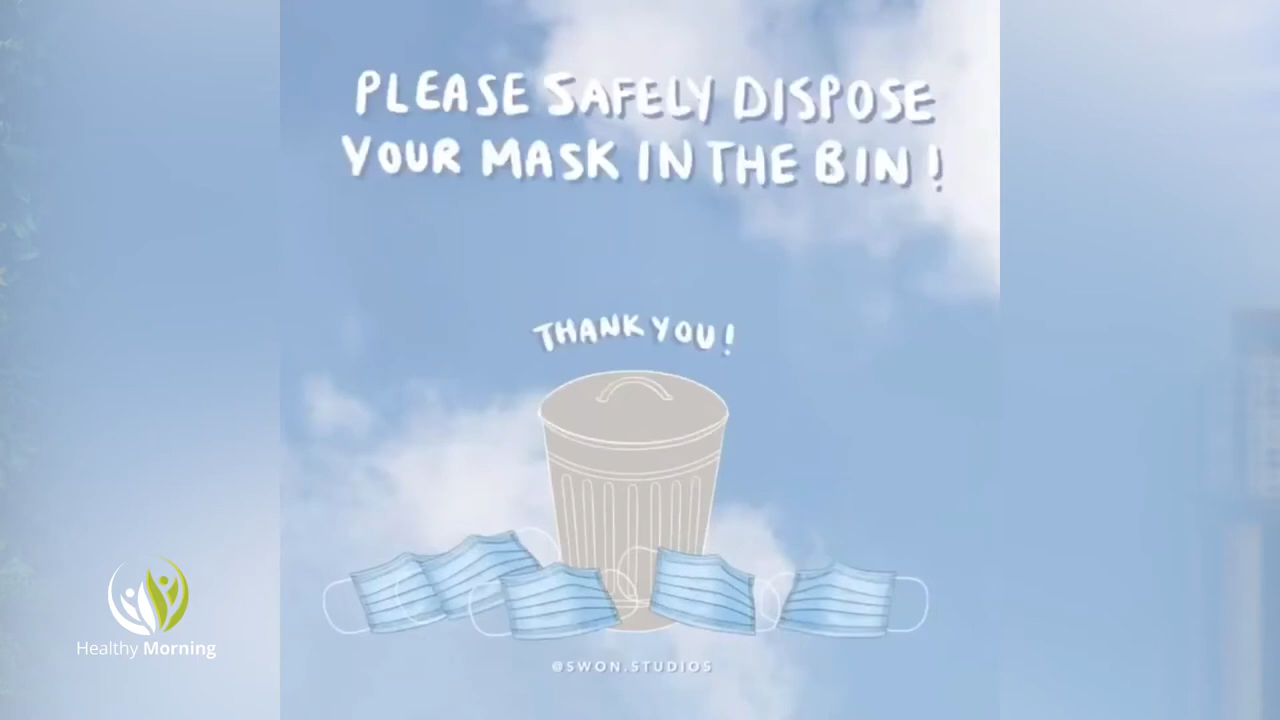 PLEASE SAFELY DISPOSE
YOUR MASK IN THE BIN !
THANK YOU !
@SWON.STUDIOS
Healthy Morning